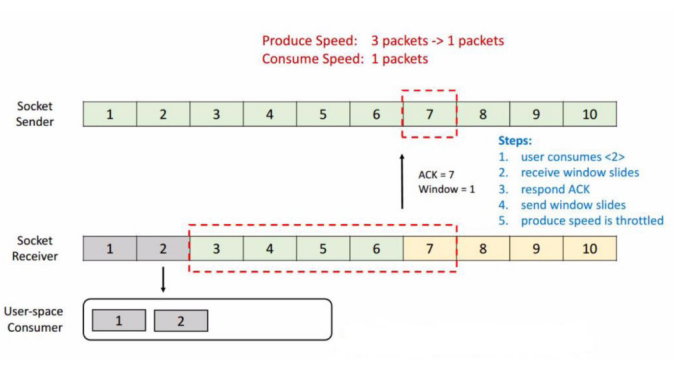 Produce Speed: 3 packets -> 1 packets
Consume Speed: 1 packets
Socket
Sender
1 2 3 4 5 6 7 8 9 10
ACK = 7
Window = 1
Steps:
1. user consumes <2>
2. receive window slides
3. respond ACK
4. send window slides
5. produce speed is throttled
Socket
Receiver
1 2 3 4 5 6 7 8 9 10
User-space
Consumer
1 2